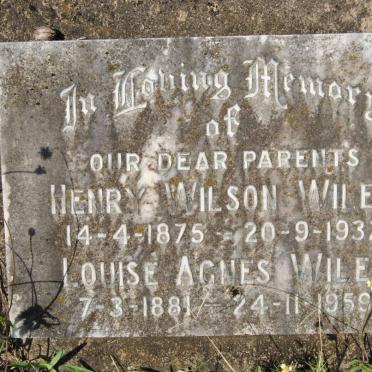 In Loving Memory
of
OUR DEAR PARENTS
HENRY WILSON WILE
14-4-1875 - 20-9-193
LOUISE AGNES WILE
7-3-1881 - 24-11-1959